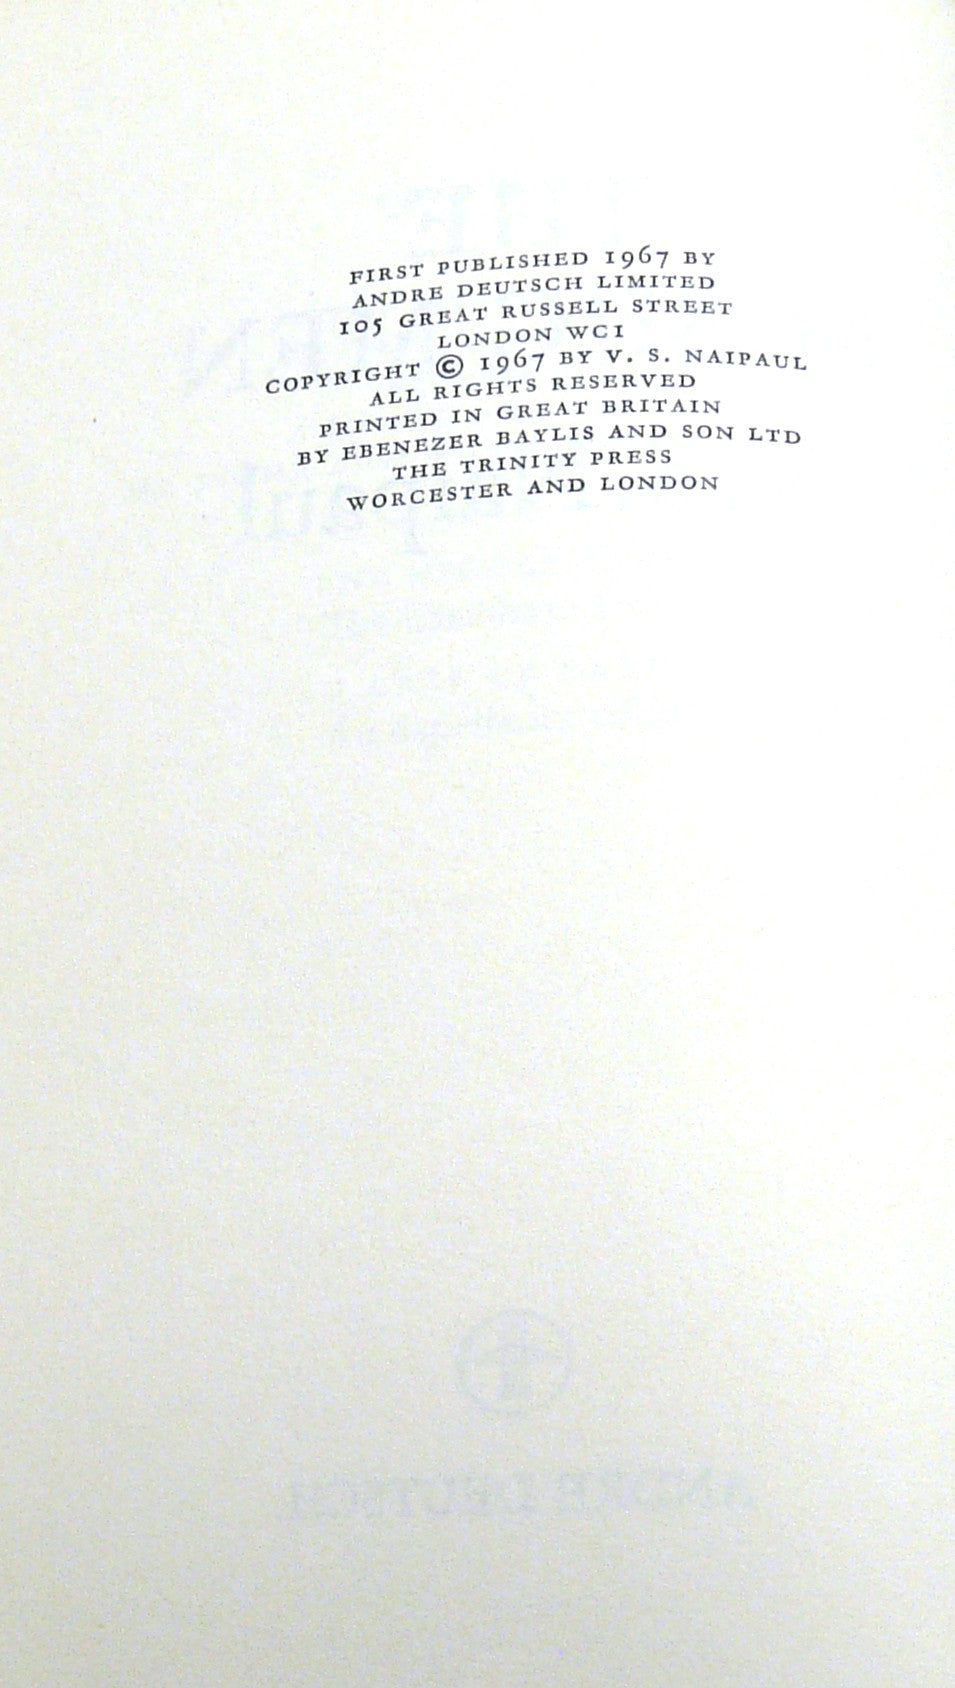 FIRST PUBLISHED 1967 BY
ANDRE DEUTSCH LIMITED
105 GREAT RUSSELL STREET
LONDON WC1
COPYRIGHT © 1967 BY V. S. NAIPAUL
ALL RIGHTS RESERVED
PRINTED IN GREAT BRITAIN
BY EBENEZER BAYLIS AND SON LTD
THE TRINITY PRESS
WORCESTER AND LONDON